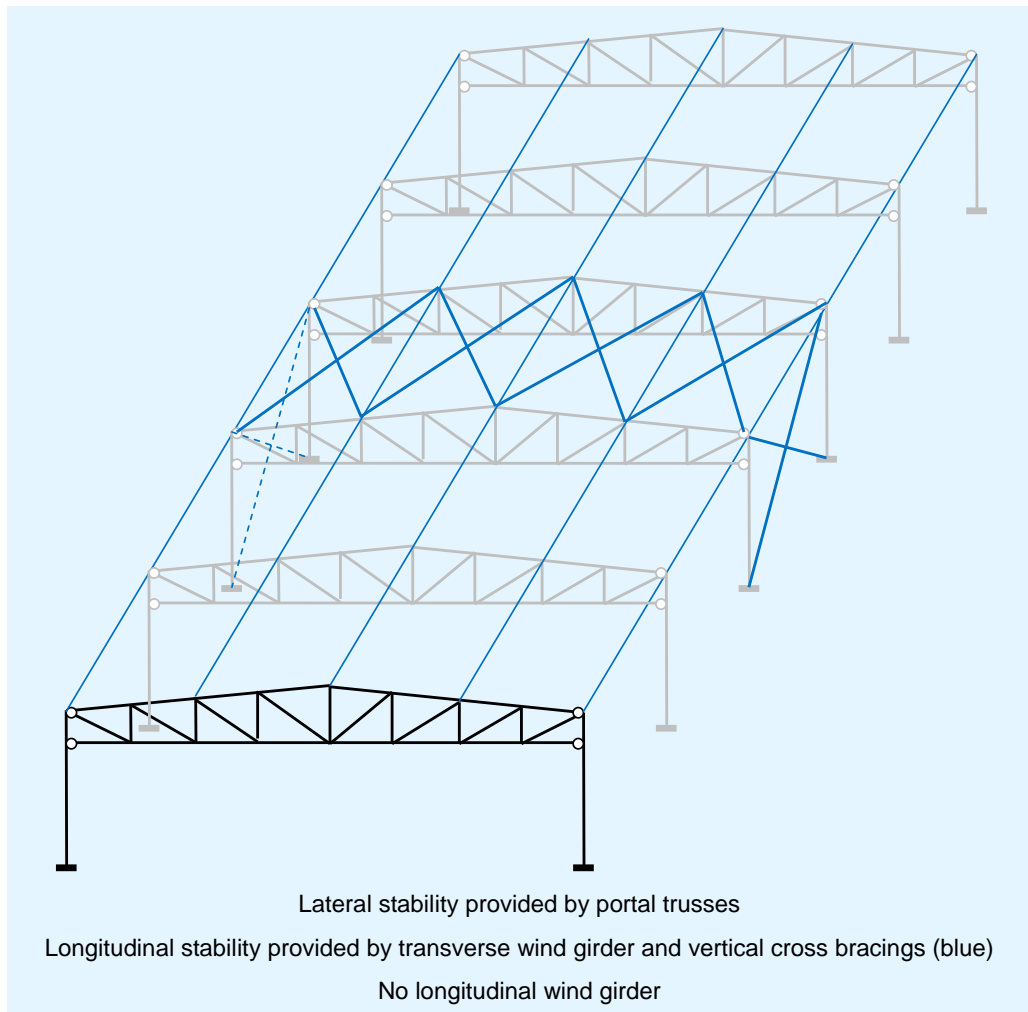 Lateral stability provided by portal trusses
Longitudinal stability provided by transverse wind girder and vertical cross bracings (blue)
No longitudinal wind girder